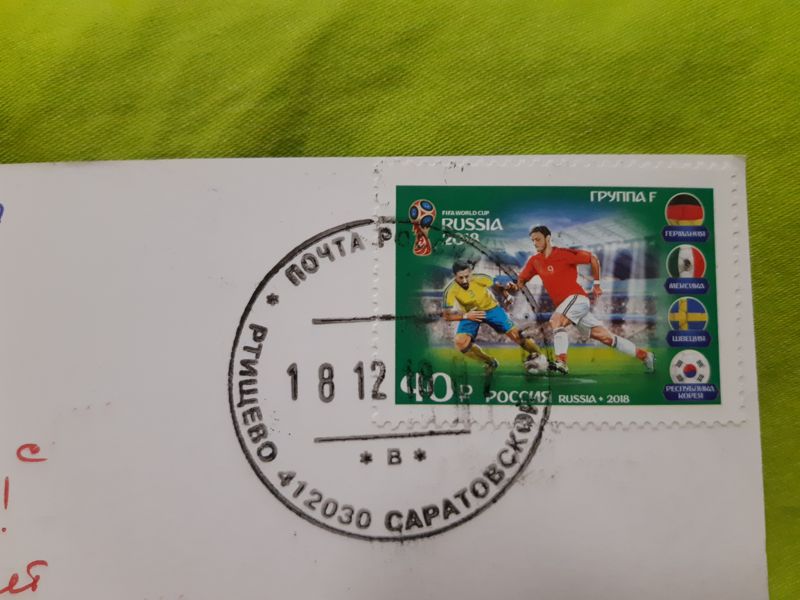 ГРУППА F
FIFA WORLD CUP
RUSSIA
2018
ГЕРМАНИЯ
МЕКСИКА
ШВЕЦИЯ
РЕСПУБЛИКА
КОРЕЯ
9
40 Р РОССИЯ RUSSIA • 2018
* ПОЧТА
18 12 18
* В *
РТИЩЕВО 412030 САРАТОВСКОЙ
с
!